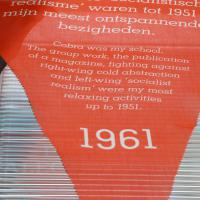 realisme' waren tot 1951
mijn meest ontspannende
bezigheden.
Cobra was my school.
The group work, the publication
of a magazine, fighting against
right-wing cold abstraction
and left-wing 'socialist
realism' were my most
relaxing activities
up to 1951.
1961